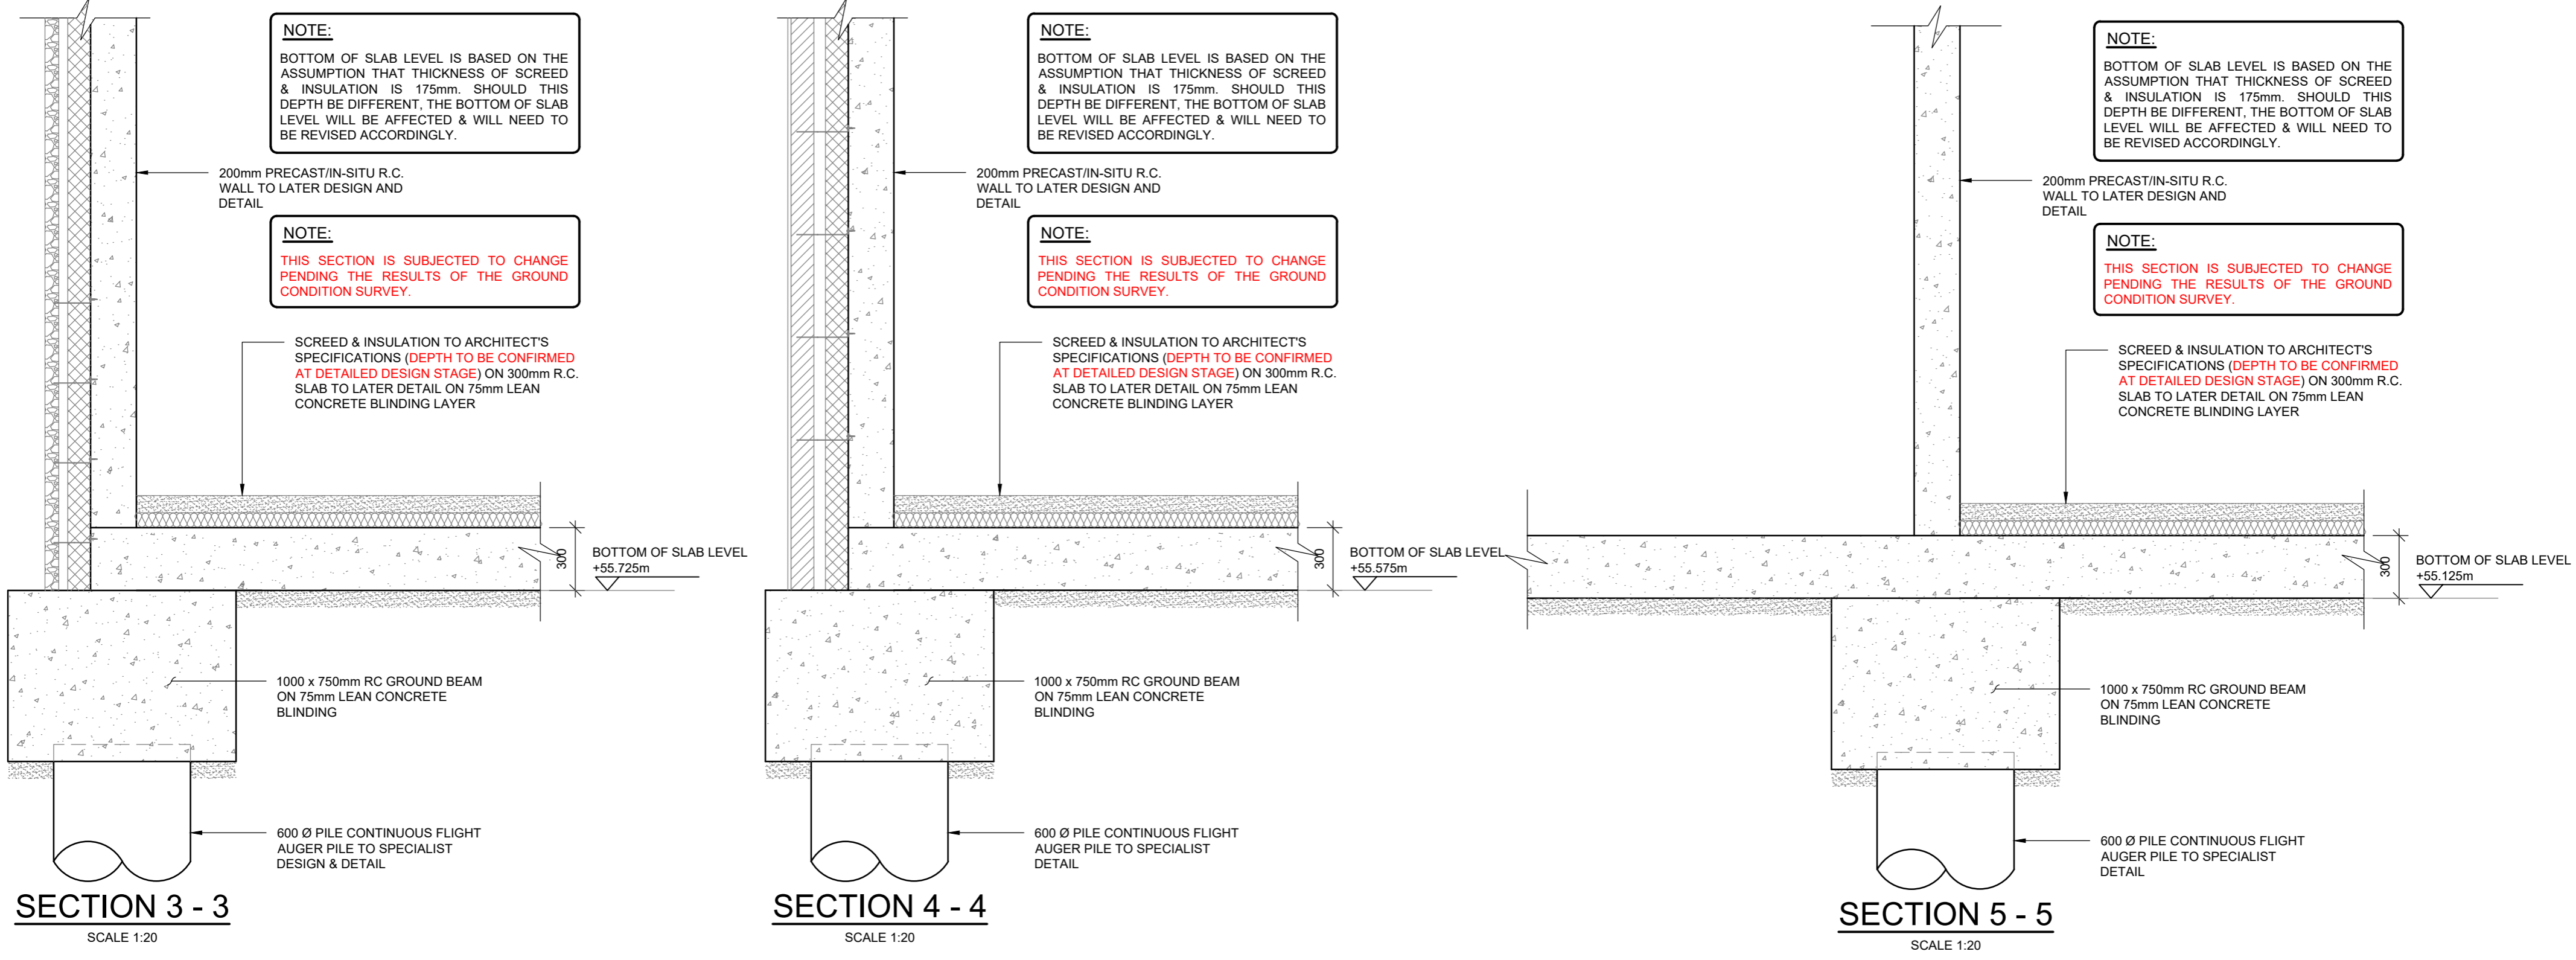 NOTE:
BOTTOM OF SLAB LEVEL IS BASED ON THE
ASSUMPTION THAT THICKNESS OF SCREED
& INSULATION IS 175mm. SHOULD THIS
DEPTH BE DIFFERENT, THE BOTTOM OF SLAB
LEVEL WILL BE AFFECTED & WILL NEED TO
BE REVISED ACCORDINGLY.
200mm PRECAST/IN-SITU R.C.
WALL TO LATER DESIGN AND
DETAIL
NOTE:
THIS SECTION IS SUBJECTED TO CHANGE
PENDING THE RESULTS OF THE GROUND
CONDITION SURVEY.
SCREED & INSULATION TO ARCHITECT'S
SPECIFICATIONS (DEPTH TO BE CONFIRMED
AT DETAILED DESIGN STAGE) ON 300mm R.C.
SLAB TO LATER DETAIL ON 75mm LEAN
CONCRETE BLINDING LAYER
300
BOTTOM OF SLAB LEVEL
+55.725m
1000 x 750mm RC GROUND BEAM
ON 75mm LEAN CONCRETE
BLINDING
600 Ø PILE CONTINUOUS FLIGHT
AUGER PILE TO SPECIALIST
DESIGN & DETAIL
SECTION 3 - 3
SCALE 1:20
NOTE:
BOTTOM OF SLAB LEVEL IS BASED ON THE
ASSUMPTION THAT THICKNESS OF SCREED
& INSULATION IS 175mm. SHOULD THIS
DEPTH BE DIFFERENT, THE BOTTOM OF SLAB
LEVEL WILL BE AFFECTED & WILL NEED TO
BE REVISED ACCORDINGLY.
200mm PRECAST/IN-SITU R.C.
WALL TO LATER DESIGN AND
DETAIL
NOTE:
THIS SECTION IS SUBJECTED TO CHANGE
PENDING THE RESULTS OF THE GROUND
CONDITION SURVEY.
SCREED & INSULATION TO ARCHITECT'S
SPECIFICATIONS (DEPTH TO BE CONFIRMED
AT DETAILED DESIGN STAGE) ON 300mm R.C.
SLAB TO LATER DETAIL ON 75mm LEAN
CONCRETE BLINDING LAYER
300
BOTTOM OF SLAB LEVEL
+55.575m
1000 x 750mm RC GROUND BEAM
ON 75mm LEAN CONCRETE
BLINDING
600 Ø PILE CONTINUOUS FLIGHT
AUGER PILE TO SPECIALIST
DETAIL
SECTION 4 - 4
SCALE 1:20
NOTE:
BOTTOM OF SLAB LEVEL IS BASED ON THE
ASSUMPTION THAT THICKNESS OF SCREED
& INSULATION IS 175mm. SHOULD THIS
DEPTH BE DIFFERENT, THE BOTTOM OF SLAB
LEVEL WILL BE AFFECTED & WILL NEED TO
BE REVISED ACCORDINGLY.
200mm PRECAST/IN-SITU R.C.
WALL TO LATER DESIGN AND
DETAIL
NOTE:
THIS SECTION IS SUBJECTED TO CHANGE
PENDING THE RESULTS OF THE GROUND
CONDITION SURVEY.
SCREED & INSULATION TO ARCHITECT'S
SPECIFICATIONS (DEPTH TO BE CONFIRMED
AT DETAILED DESIGN STAGE) ON 300mm R.C.
SLAB TO LATER DETAIL ON 75mm LEAN
CONCRETE BLINDING LAYER
300
BOTTOM OF SLAB LEVEL
+55.125m
1000 x 750mm RC GROUND BEAM
ON 75mm LEAN CONCRETE
BLINDING
600 Ø PILE CONTINUOUS FLIGHT
AUGER PILE TO SPECIALIST
DETAIL
SECTION 5 - 5
SCALE 1:20